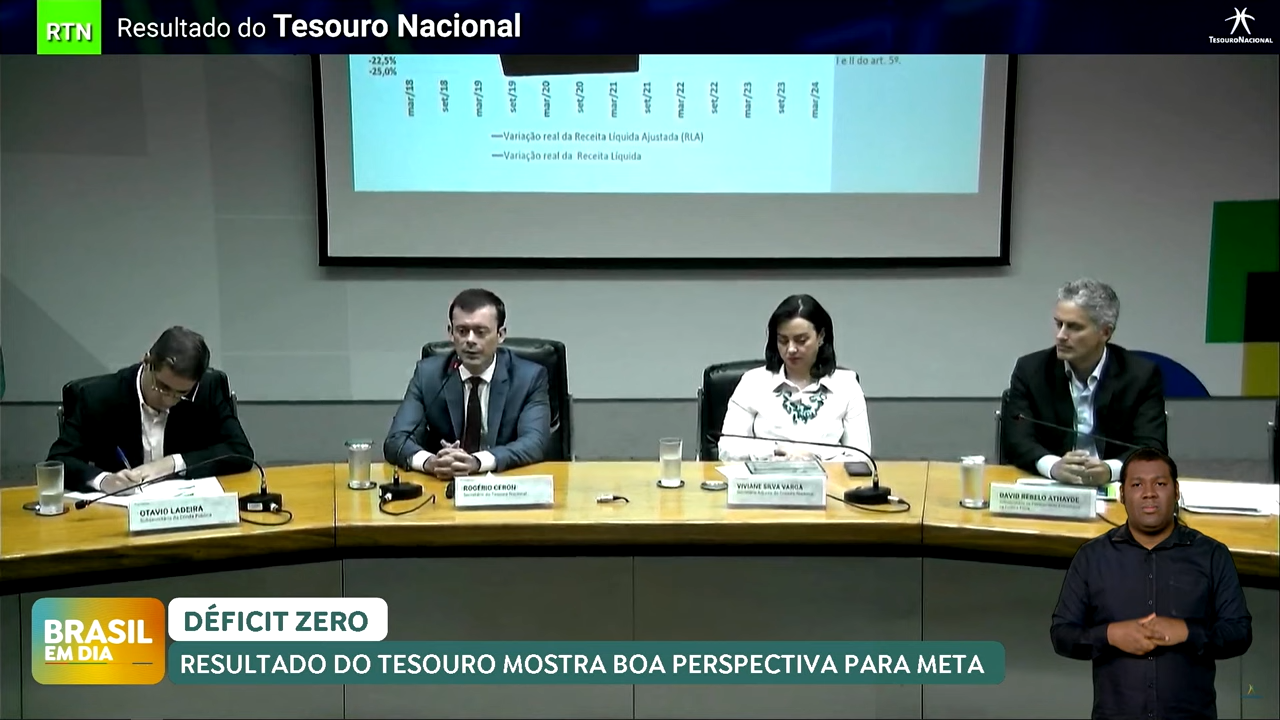 RTN
Resultado do Tesouro Nacional
TESOURONACIONAL
-22,5%
-25,0%
I e II do art. 5º.
mar/18
set/18
mar/19
set/19
mar/20
set/20
mar/21
set/21
mar/22
set/22
mar/23
set/23
mar/24
Variação real da Receita Líquida Ajustada (RLA)
Variação real da Receita Líquida
OTAVIO LADEIRA
Subsecretário da Dívida Pública
ROGÉRIO CERON
Secretário do Tesouro Nacional
VIVIANE SILVA VARGA
DAVID REBELO ATHAYDE
BRASIL
EM DIA
DÉFICIT ZERO
RESULTADO DO TESOURO MOSTRA BOA PERSPECTIVA PARA META